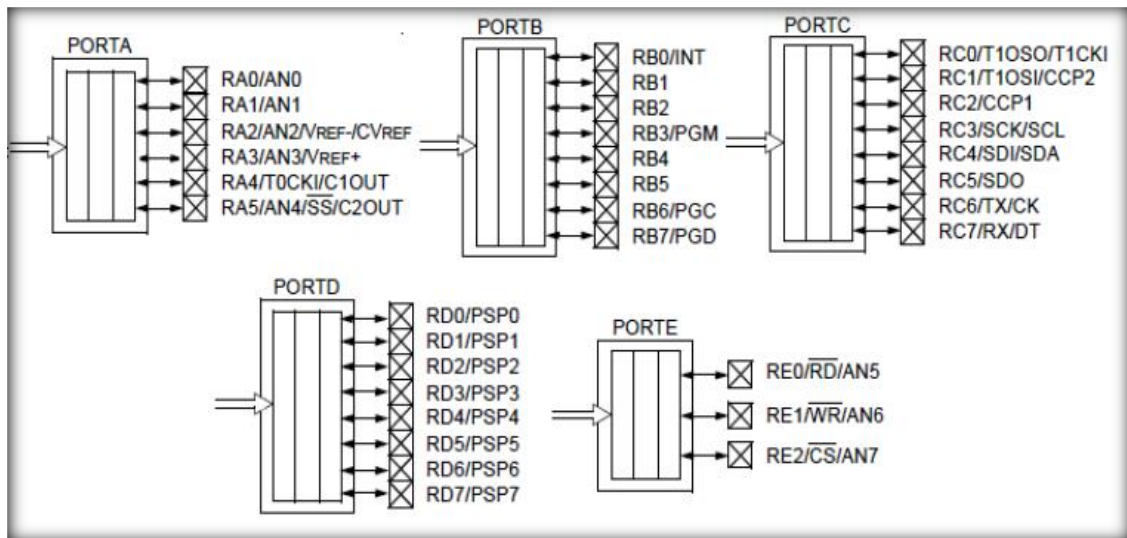 PORTA
RA0/AN0
RA1/AN1
RA2/AN2/VREF-/CVREF
RA3/AN3/VREF+
RA4/T0CKI/C1OUT
RA5/AN4/S̅S̅/C2OUT
PORTB
RB0/INT
RB1
RB2
RB3/PGM
RB4
RB5
RB6/PGC
RB7/PGD
PORTC
RC0/T1OSO/T1CKI
RC1/T1OSI/CCP2
RC2/CCP1
RC3/SCK/SCL
RC4/SDI/SDA
RC5/SDO
RC6/TX/CK
RC7/RX/DT
PORTD
RD0/PSP0
RD1/PSP1
RD2/PSP2
RD3/PSP3
RD4/PSP4
RD5/PSP5
RD6/PSP6
RD7/PSP7
PORTE
RE0/R̅D̅/AN5
RE1/W̅R̅/AN6
RE2/C̅S̅/AN7